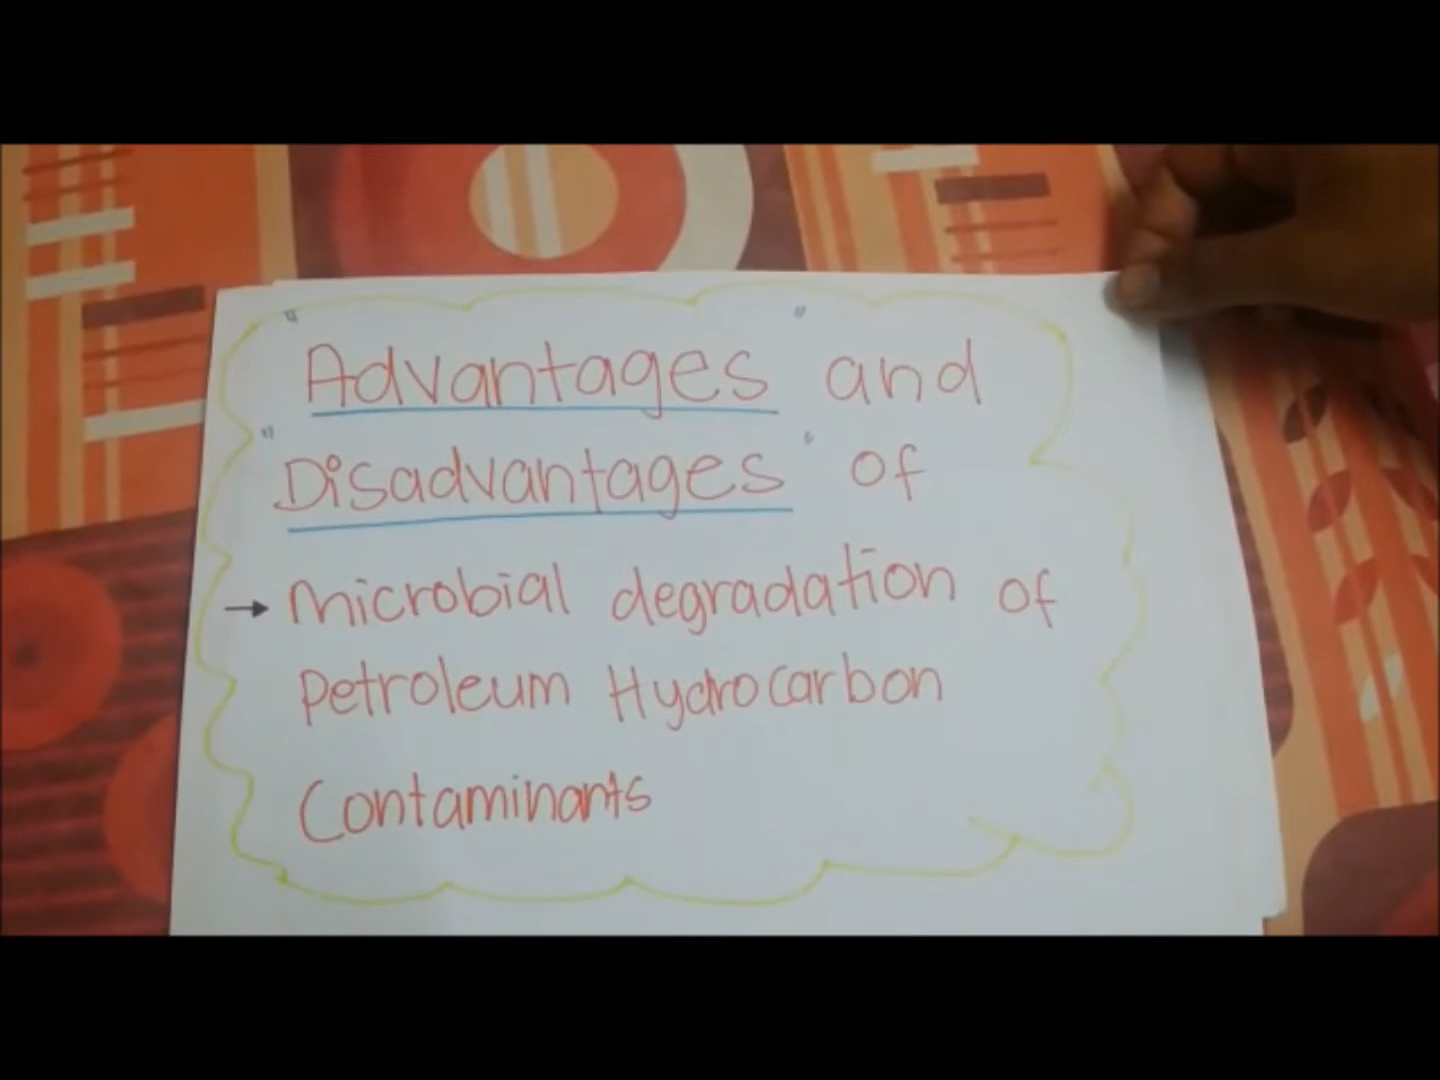 "Advantages" and
"Disadvantages" of
→ Microbial degradation of
Petroleum Hydrocarbon
Contaminants